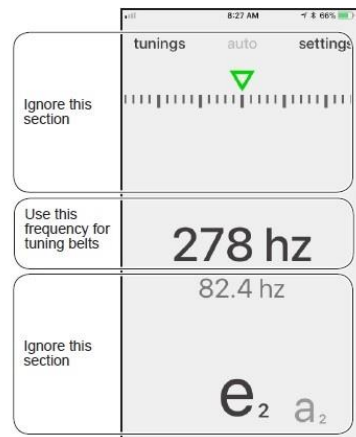 8:27 AM 66%
tunings auto settings
Ignore this
section
Use this
frequency for
tuning belts
278 hz
82.4 hz
Ignore this
section
e2 a2